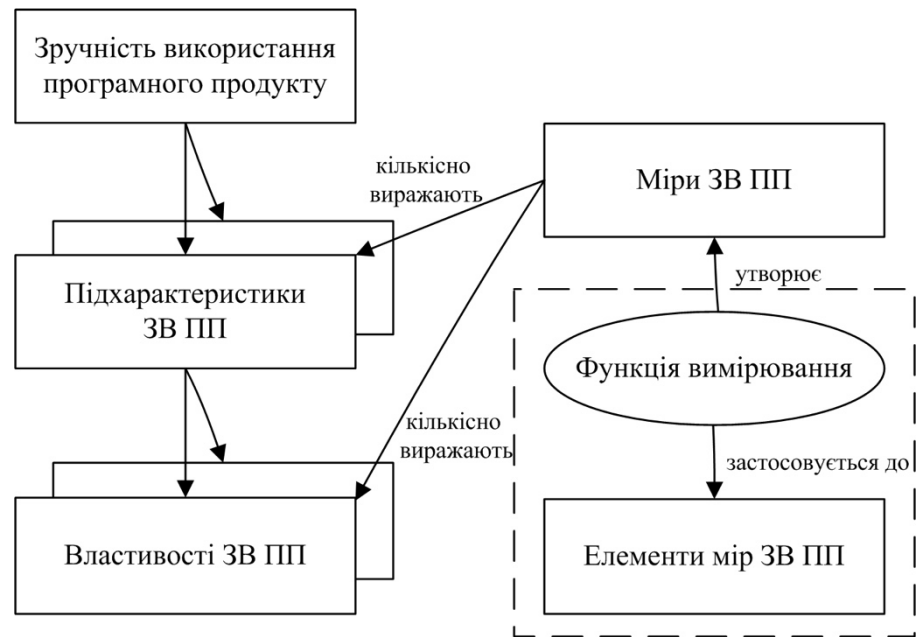 Зручність використання
програмного продукту
кількісно
виражають
Міри ЗВ ПП
Підхарактеристики
ЗВ ПП
утворює
Функція вимірювання
кількісно
виражають
застосовується до
Властивості ЗВ ПП
Елементи мір ЗВ ПП